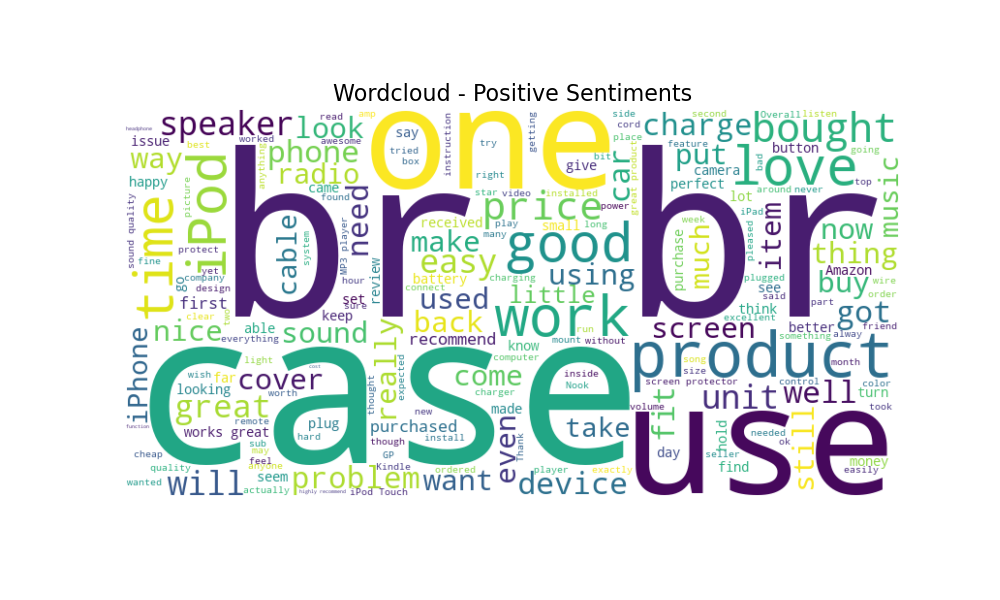 Wordcloud - Positive Sentiments
headphone
read
amp
side
second
Overall
listen
speaker
look
one
cord
charge
bought
issue
best
worked
awesome
say
instruction
try
getting
place
feature
button
going
way
iPod
anything
phone
tried
box
right
give
bit
car
great product
put
camera
bad
love
happy
picture
radio
came
found
need
star
video
installed
power
perfect
lot
around
never
top
music
br br
sound quality
time
cable
system
MP3 player
received
play
many
small
long
price
week
much
purchase
iPad
pleased
item
now
protect
fine
yet
company
go
design
make
easy
good
using
plugged
see
said
thing
Amazon
wire
buy
order
first
clear
two
set
sure
hour
review
battery
connect
charging
used
little
work
think
excellent
part
got
nice
able
everything
sound
keep
back
recommend
run
mount
without
know
computer
screen
better
something
alway
friend
iPhone
light
cost
really
come
product
song
size
month
wish
looking
far
cover
worth
thought
expected
charger
inside
Nook
screen protector
control
color
case
unit
well
turn
function
great
works great
remote
plug
hard
purchased
new
made
take
volume
fit
use
took
cheap
sub
may
feel
though
install
GP
even
Thank
day
hold
needed
ok
still
quality
anyone
seem
Kindle
ordered
player
exactly
seller
find
money
easily
wanted
will
actually
problem
highly recommend
iPod Touch
want
device